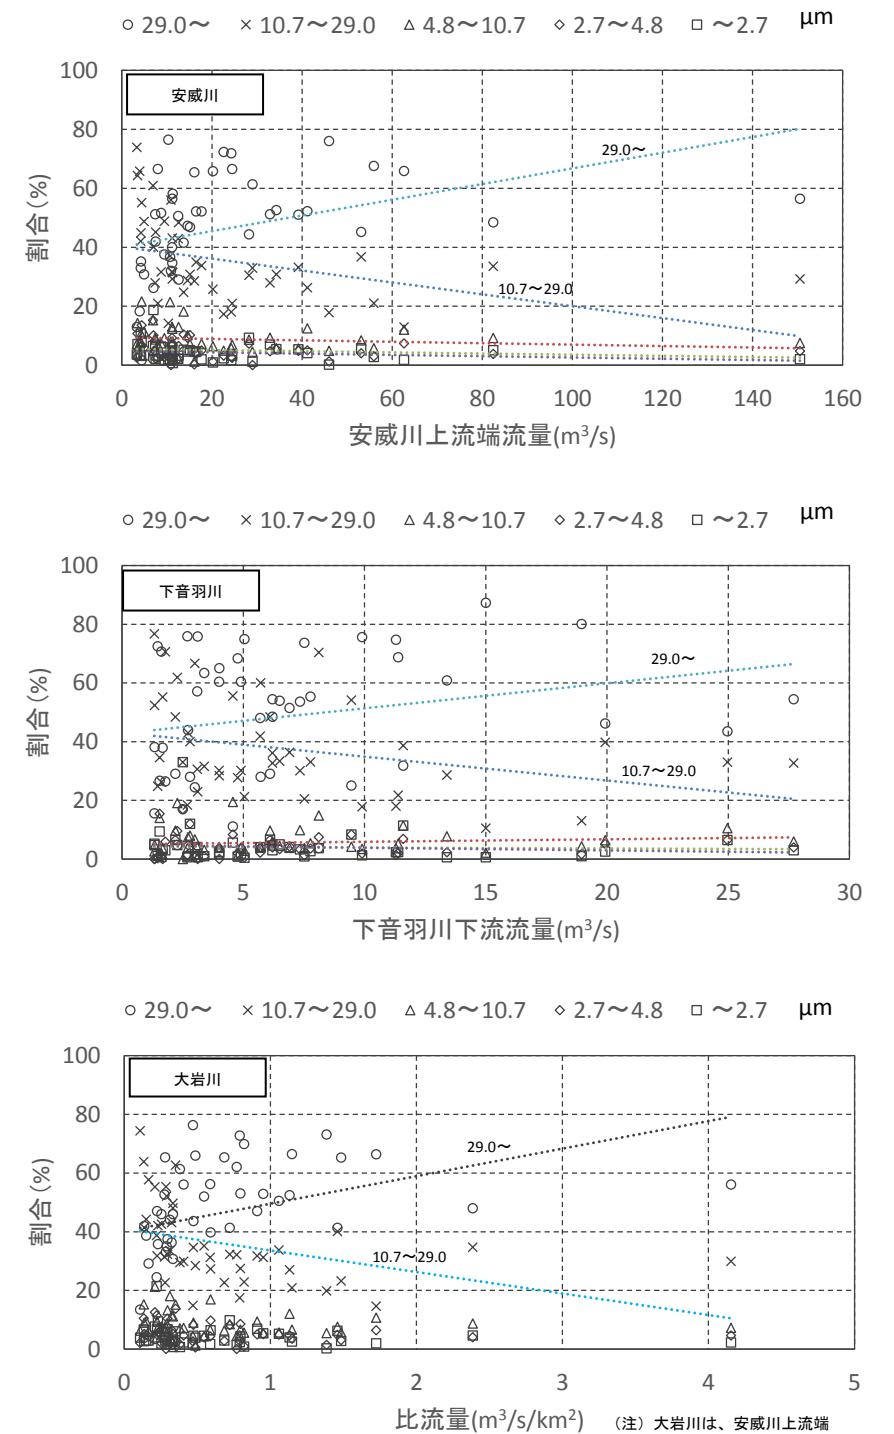 ○ 29.0～ × 10.7～29.0 △ 4.8～10.7 ◇ 2.7～4.8 □ ～2.7 μm
安威川
割合(%)
100
80
60
40
20
0
29.0～
10.7～29.0
0 20 40 60 80 100 120 140 160
安威川上流端流量(m³/s)
○ 29.0～ × 10.7～29.0 △ 4.8～10.7 ◇ 2.7～4.8 □ ～2.7 μm
下音羽川
割合(%)
100
80
60
40
20
0
29.0～
10.7～29.0
0 5 10 15 20 25 30
下音羽川下流流量(m³/s)
○ 29.0～ × 10.7～29.0 △ 4.8～10.7 ◇ 2.7～4.8 □ ～2.7 μm
大岩川
割合(%)
100
80
60
40
20
0
29.0～
10.7～29.0
0 1 2 3 4 5
比流量(m³/s/km²) （注）大岩川は、安威川上流端